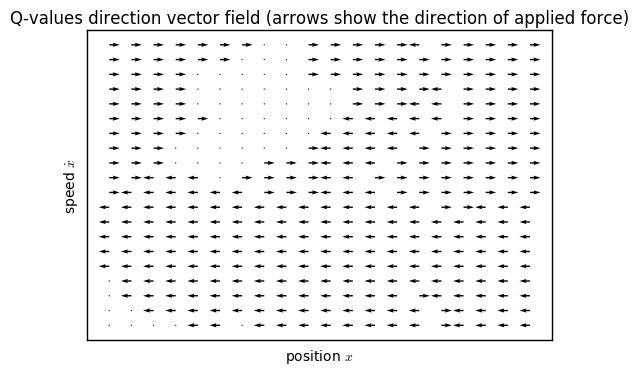 Q-values direction vector field (arrows show the direction of applied force)
speed ẋ
position x